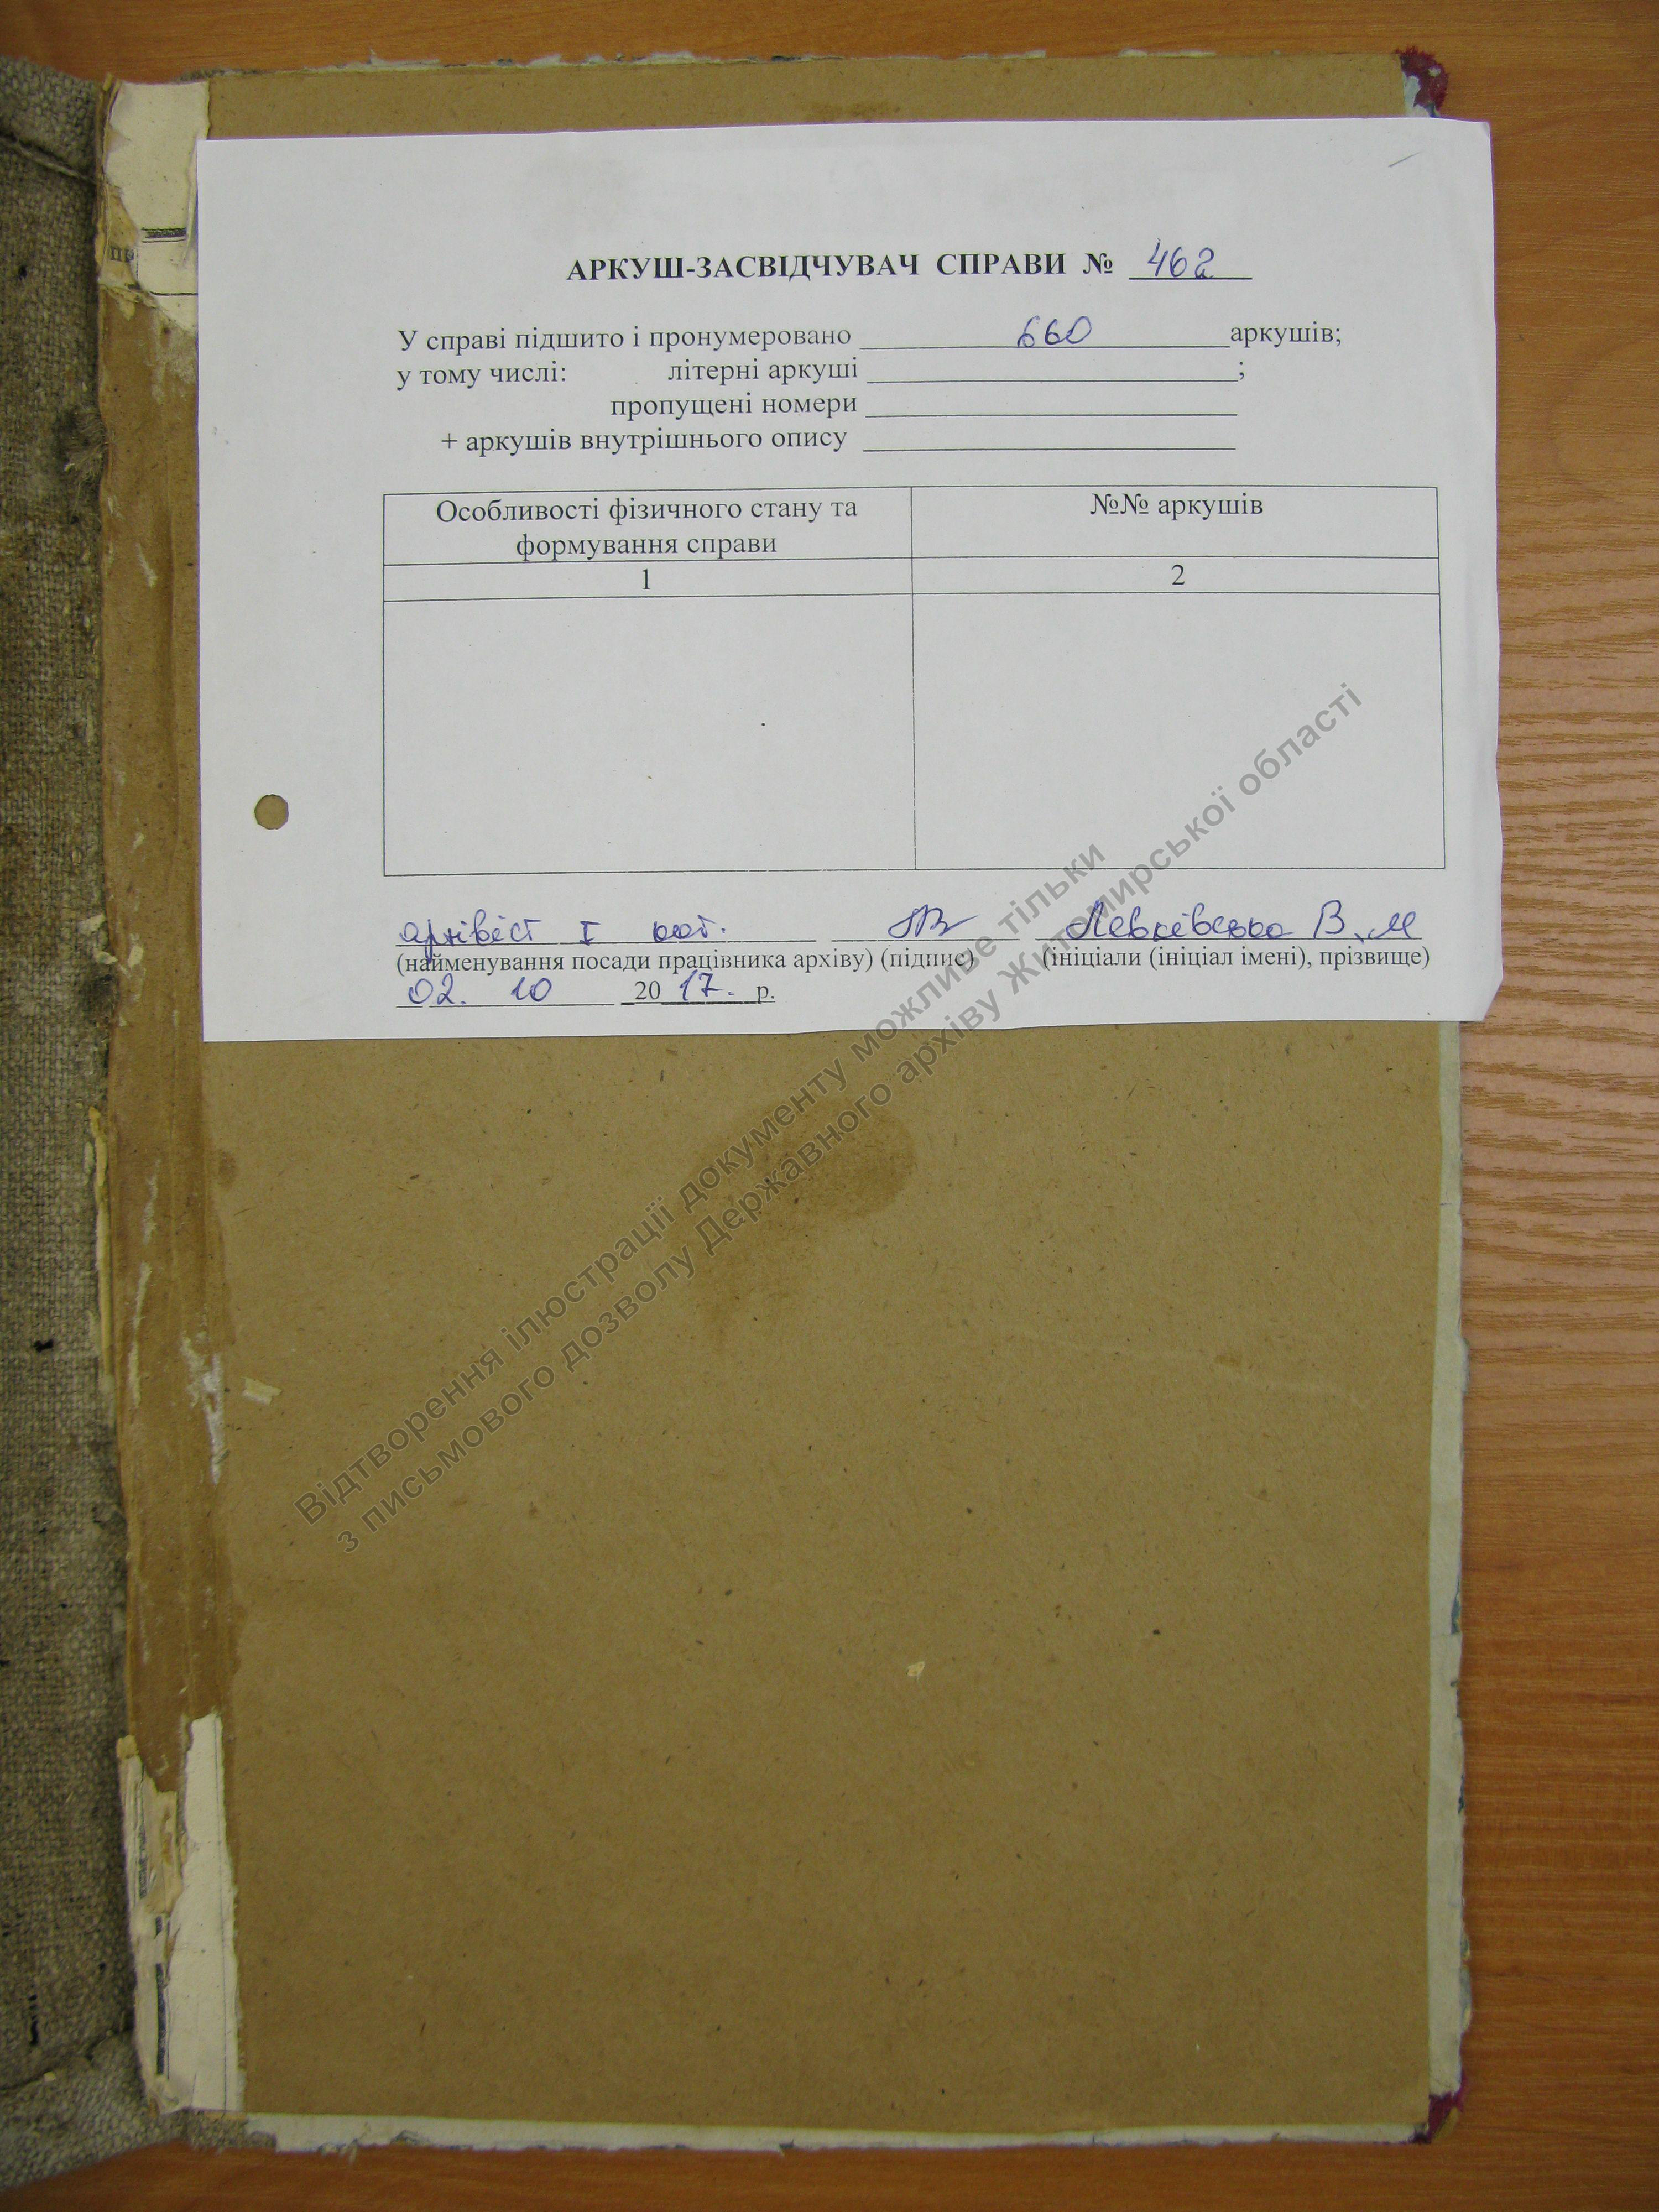 АРКУШ-ЗАСВІДЧУВАЧ СПРАВИ № 462
У справі підшито і пронумеровано 660 аркушів;
у тому числі: літерні аркуші ;
пропущені номери
+ аркушів внутрішнього опису
Особливості фізичного стану та формування справи
№№ аркушів
1
2
архівіст I кат. Левківська В.М
(найменування посади працівника архіву) (підпис) (ініціали (ініціал імені), прізвище)
02. 10 2017. р.
Відтворення ілюстрації документу можливе тільки
з письмового дозволу Державного архіву Житомирської області